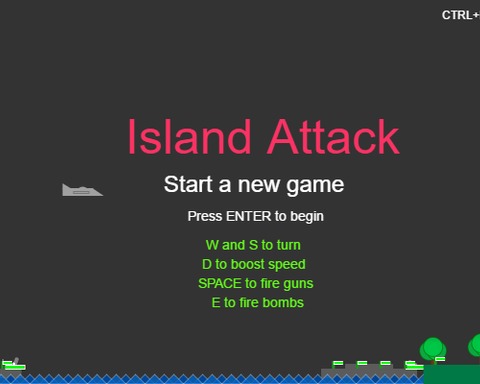 CTRL+
Island Attack
Start a new game
Press ENTER to begin
W and S to turn
D to boost speed
SPACE to fire guns
E to fire bombs